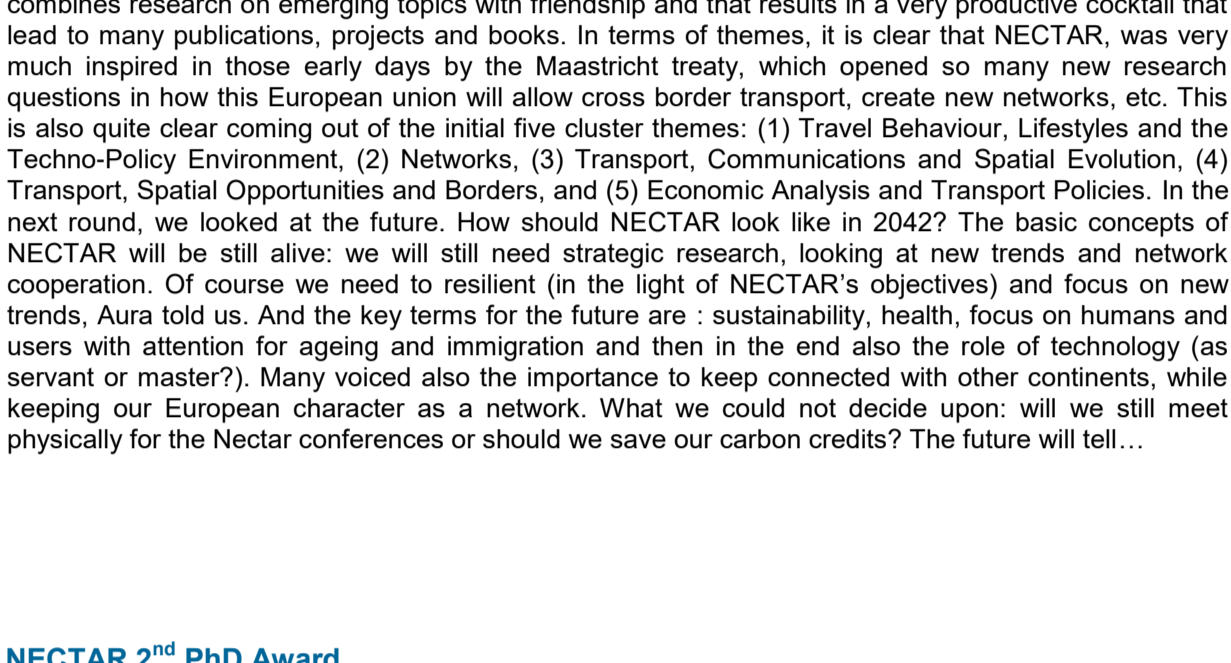 combines research on emerging topics with friendship and that results in a very productive cocktail that
lead to many publications, projects and books. In terms of themes, it is clear that NECTAR, was very
much inspired in those early days by the Maastricht treaty, which opened so many new research
questions in how this European union will allow cross border transport, create new networks, etc. This
is also quite clear coming out of the initial five cluster themes: (1) Travel Behaviour, Lifestyles and the
Techno-Policy Environment, (2) Networks, (3) Transport, Communications and Spatial Evolution, (4)
Transport, Spatial Opportunities and Borders, and (5) Economic Analysis and Transport Policies. In the
next round, we looked at the future. How should NECTAR look like in 2042? The basic concepts of
NECTAR will be still alive: we will still need strategic research, looking at new trends and network
cooperation. Of course we need to resilient (in the light of NECTAR’s objectives) and focus on new
trends, Aura told us. And the key terms for the future are : sustainability, health, focus on humans and
users with attention for ageing and immigration and then in the end also the role of technology (as
servant or master?). Many voiced also the importance to keep connected with other continents, while
keeping our European character as a network. What we could not decide upon: will we still meet
physically for the Nectar conferences or should we save our carbon credits? The future will tell…
NECTAR 2nd PhD Award